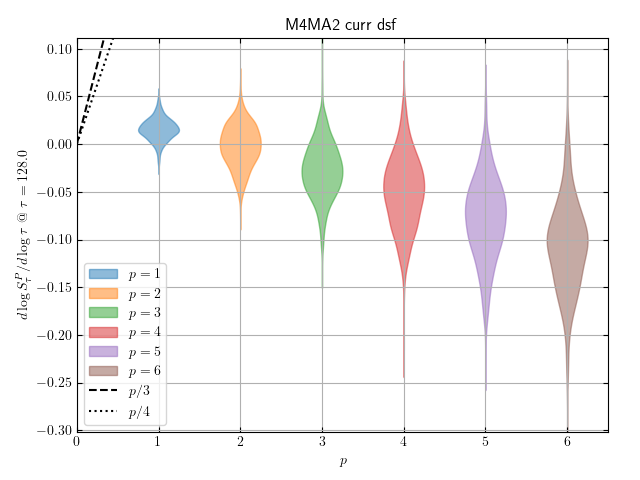 M4MA2 curr dsf
d log S_τ^P / d log τ @ τ = 128.0
0.10
0.05
0.00
−0.05
−0.10
−0.15
−0.20
−0.25
−0.30
p = 1
p = 2
p = 3
p = 4
p = 5
p = 6
p/3
p/4
0 1 2 3 4 5 6
p